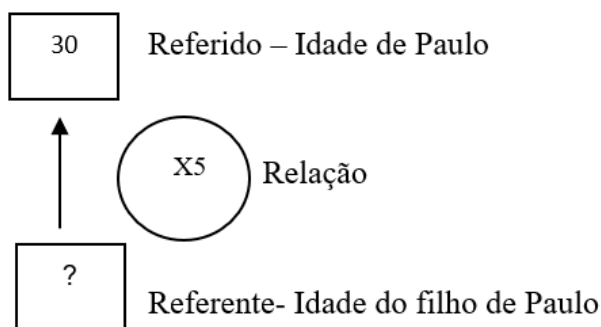 30
Referido – Idade de Paulo
X5
Relação
?
Referente- Idade do filho de Paulo